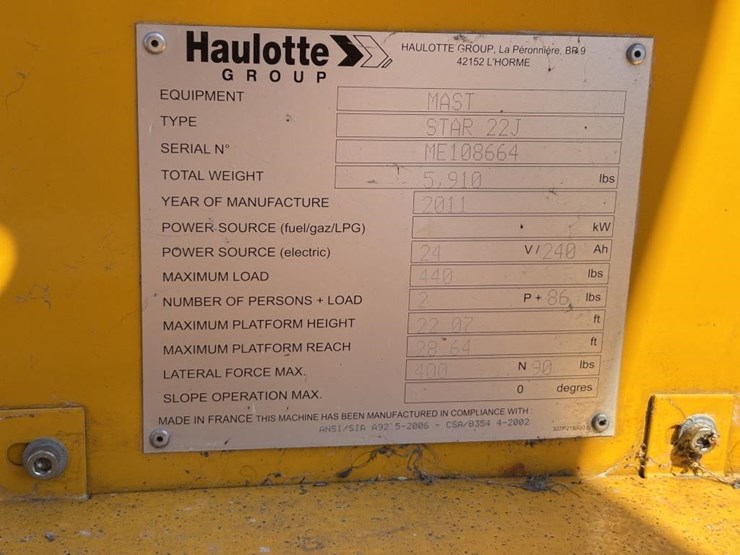 Haulotte
GROUP
HAULOTTE GROUP, La Péronnière, BP 9
42152 L'HORME
EQUIPMENT MAST
TYPE STAR 22J
SERIAL N° ME108664
TOTAL WEIGHT 5,910 lbs
YEAR OF MANUFACTURE 2011
POWER SOURCE (fuel/gaz/LPG) kW
POWER SOURCE (electric) 24 V / 240 Ah
MAXIMUM LOAD 440 lbs
NUMBER OF PERSONS + LOAD 2 P + 86 lbs
MAXIMUM PLATFORM HEIGHT 22.07 ft
MAXIMUM PLATFORM REACH 28.64 ft
LATERAL FORCE MAX. 400 N 90 lbs
SLOPE OPERATION MAX. 0 degres
MADE IN FRANCE THIS MACHINE HAS BEEN MANUFACTURED IN COMPLIANCE WITH:
ANSI/SIA A92 5-2006 - CSA/B354 4-2002